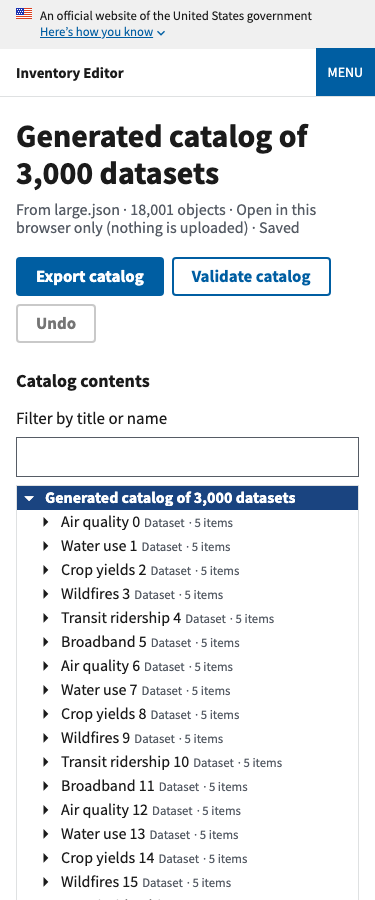 An official website of the United States government
Here's how you know
Inventory Editor
MENU
Generated catalog of
3,000 datasets
From large.json · 18,001 objects · Open in this
browser only (nothing is uploaded) · Saved
Export catalog
Validate catalog
Undo
Catalog contents
Filter by title or name
Generated catalog of 3,000 datasets
Air quality 0 Dataset · 5 items
Water use 1 Dataset · 5 items
Crop yields 2 Dataset · 5 items
Wildfires 3 Dataset · 5 items
Transit ridership 4 Dataset · 5 items
Broadband 5 Dataset · 5 items
Air quality 6 Dataset · 5 items
Water use 7 Dataset · 5 items
Crop yields 8 Dataset · 5 items
Wildfires 9 Dataset · 5 items
Transit ridership 10 Dataset · 5 items
Broadband 11 Dataset · 5 items
Air quality 12 Dataset · 5 items
Water use 13 Dataset · 5 items
Crop yields 14 Dataset · 5 items
Wildfires 15 Dataset · 5 items